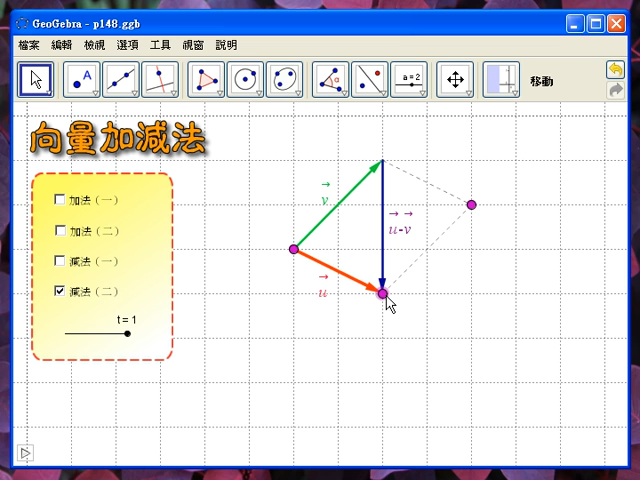 GeoGebra - p148.ggb
檔案 編輯 檢視 選項 工具 視窗 說明
A
α
a = 2
移動
向量加減法
加法 (一)
加法 (二)
減法 (一)
減法 (二)
t = 1
v
u-v
u